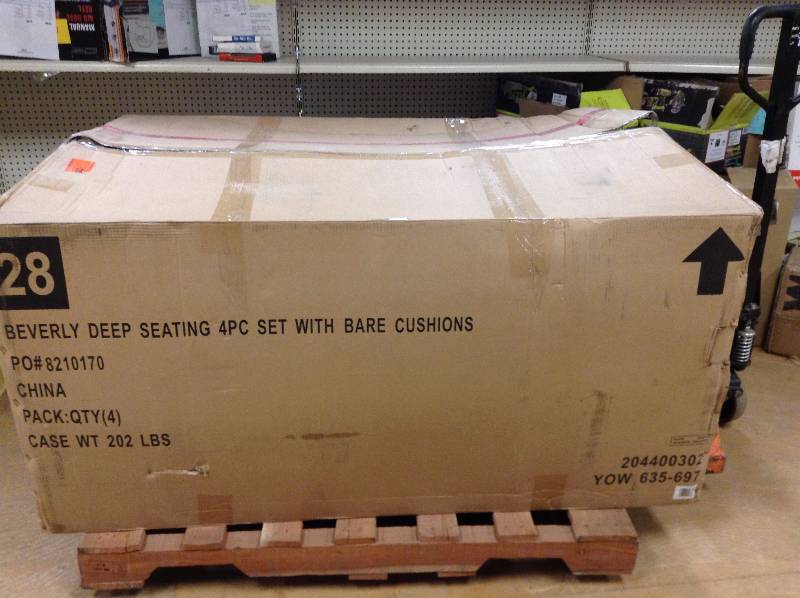 28
BEVERLY DEEP SEATING 4PC SET WITH BARE CUSHIONS
PO#8210170
CHINA
PACK:QTY(4)
CASE WT 202 LBS
204400302
YOW 635-697
MANUAL